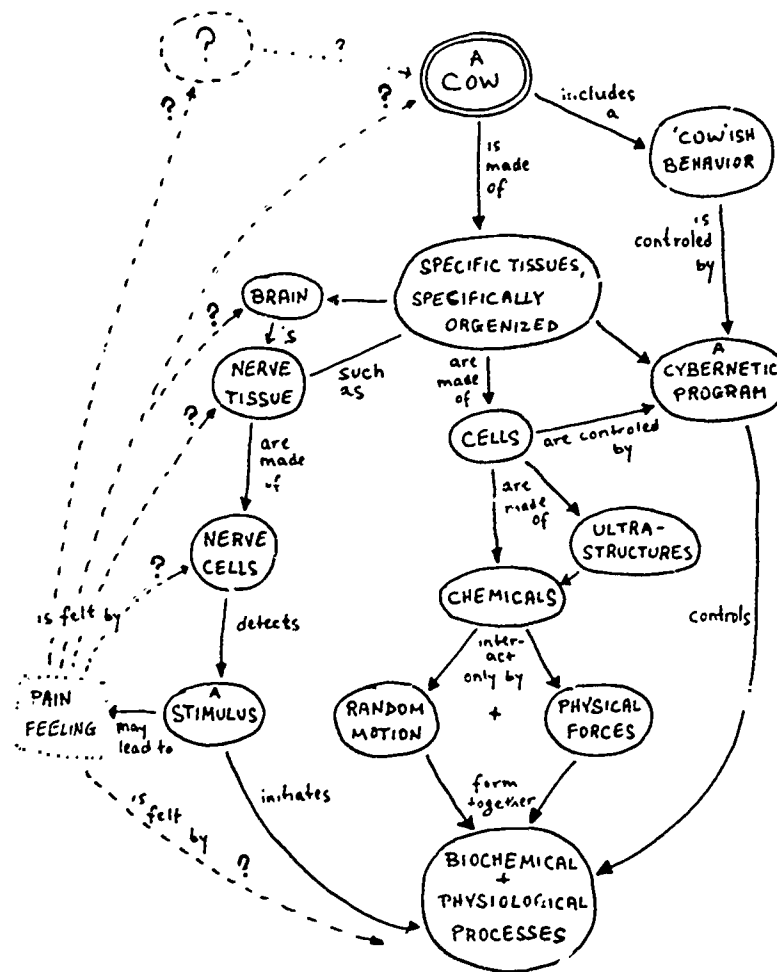 ?
?
A
COW
?
?
includes
a
'COW'ISH
BEHAVIOR
is
made
of
is
controled
by
SPECIFIC TISSUES,
SPECIFICALLY
ORGENIZED
BRAIN
?
is
NERVE
TISSUE
such
as
?
are
made
of
A
CYBERNETIC
PROGRAM
CELLS
are controled
by
are
made
of
are
made
of
NERVE
CELLS
?
ULTRA-
STRUCTURES
CHEMICALS
is felt by
detects
controls
inter-
act
only by
PAIN
FEELING
may
lead to
A
STIMULUS
RANDOM
MOTION
+
PHYSICAL
FORCES
initiates
form
together
is
felt
by
?
BIOCHEMICAL
+
PHYSIOLOGICAL
PROCESSES